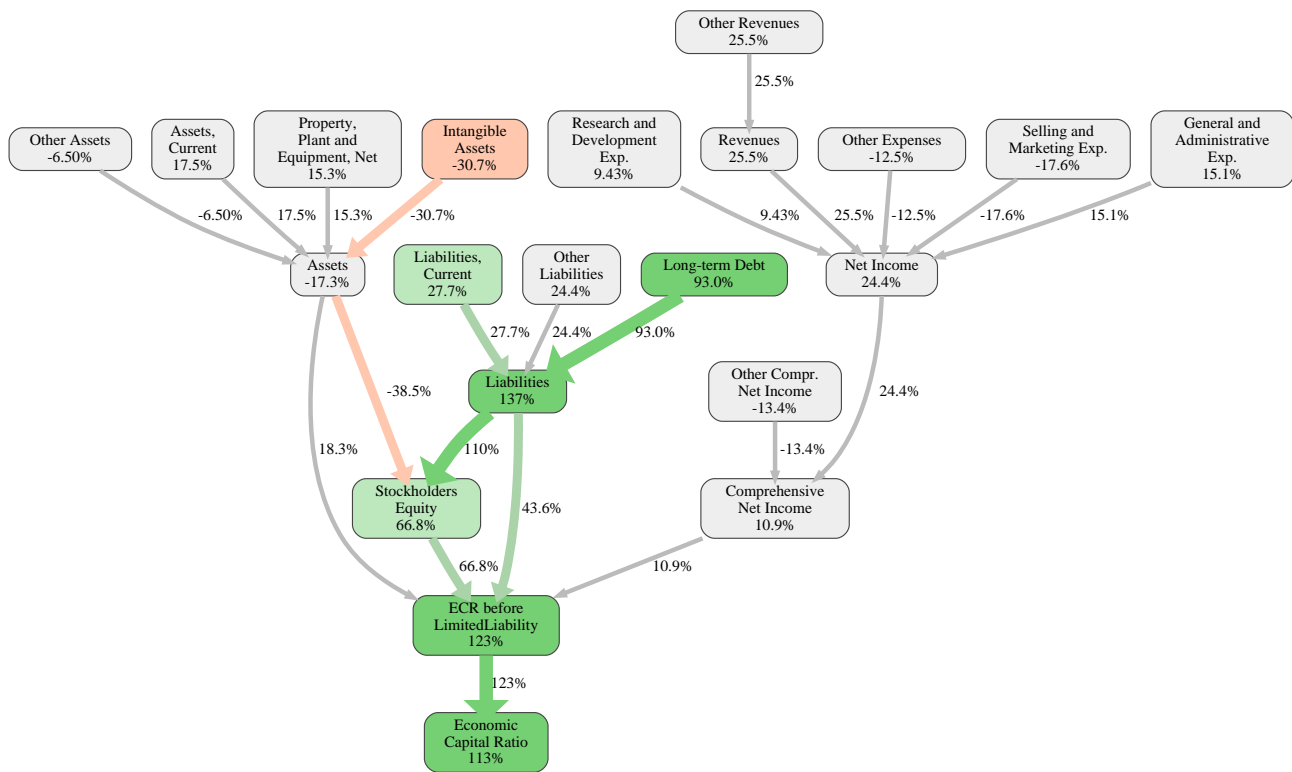 Other Revenues
25.5%
25.5%
Other Assets
-6.50%
Assets,
Current
17.5%
Property,
Plant and
Equipment, Net
15.3%
Intangible
Assets
-30.7%
Research and
Development
Exp.
9.43%
Revenues
25.5%
Other Expenses
-12.5%
Selling and
Marketing Exp.
-17.6%
General and
Administrative
Exp.
15.1%
-6.50%
17.5%
15.3%
-30.7%
9.43%
25.5%
-12.5%
-17.6%
15.1%
Assets
-17.3%
Liabilities,
Current
27.7%
Other
Liabilities
24.4%
Long-term Debt
93.0%
Net Income
24.4%
27.7%
24.4%
93.0%
Liabilities
137%
Other Compr.
Net Income
-13.4%
-38.5%
24.4%
18.3%
110%
-13.4%
Stockholders
Equity
66.8%
43.6%
Comprehensive
Net Income
10.9%
66.8%
10.9%
ECR before
LimitedLiability
123%
123%
Economic
Capital Ratio
113%